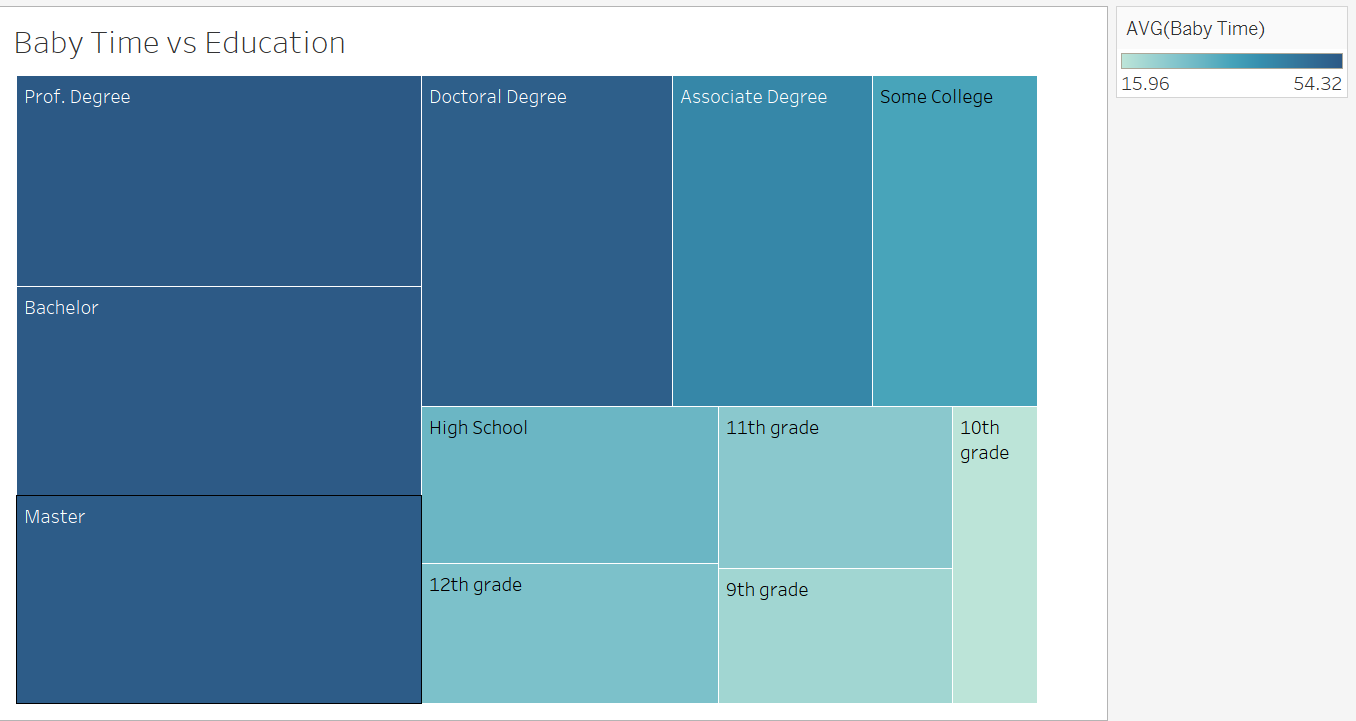 Baby Time vs Education
AVG(Baby Time)
15.96 54.32
Prof. Degree
Doctoral Degree
Associate Degree
Some College
Bachelor
High School
11th grade
10th
grade
Master
12th grade
9th grade